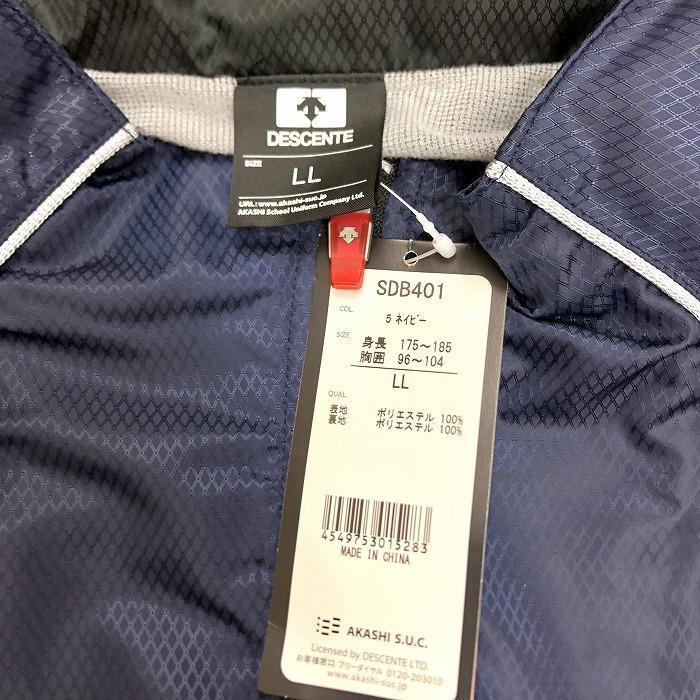 DESCENTE
SIZE
LL
URL:www.akashi-suc.jp
AKASHI School Uniform Company Ltd.
SDB401
COL.
5 ネイビー
SIZE
身長 175～185
胸囲 96～104
LL
QUAL.
表地 ポリエステル 100%
裏地 ポリエステル 100%
4549753015283
MADE IN CHINA
AKASHI S.U.C.
Licensed by DESCENTE LTD.
お客様窓口 フリーダイヤル 0120-203010
www.akashi-suc.jp